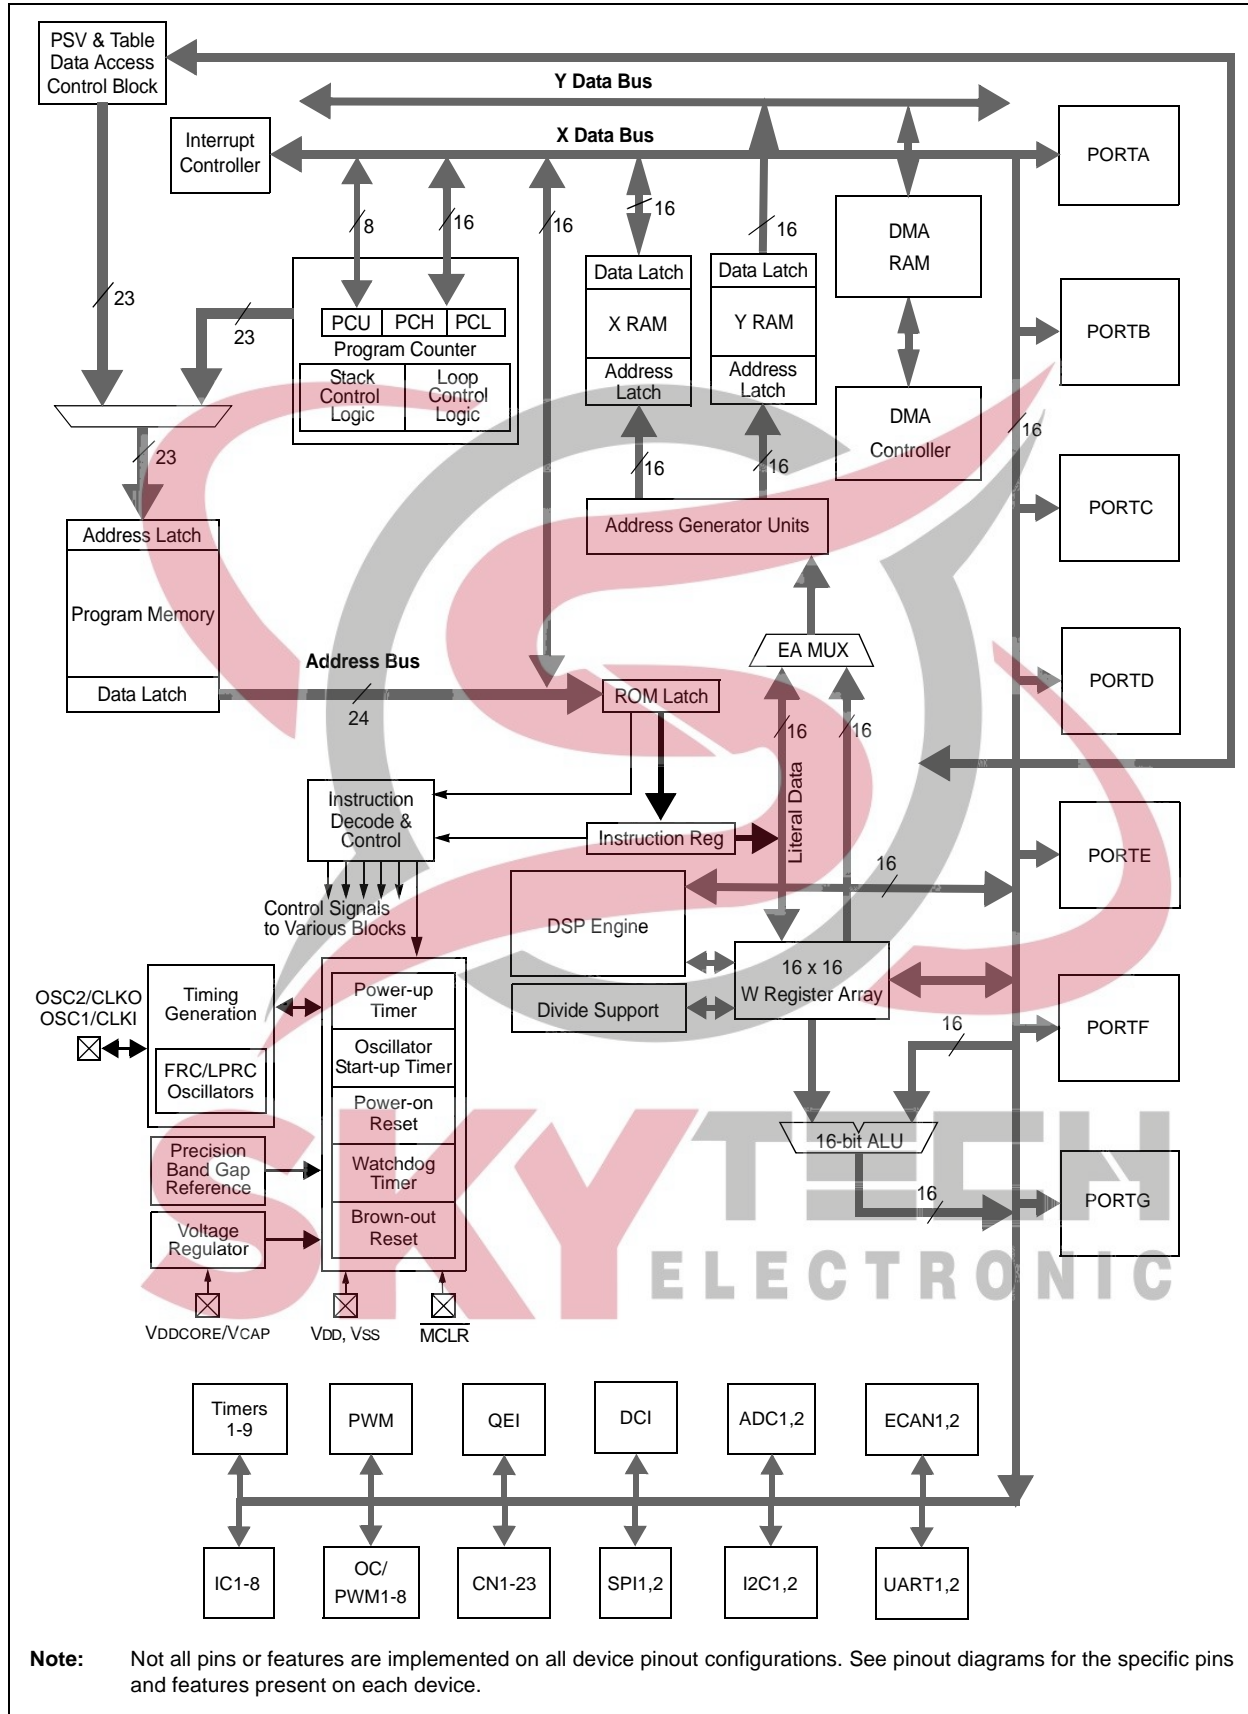 PSV & Table
Data Access
Control Block
Y Data Bus
X Data Bus
Interrupt
Controller
PORTA
8
16
16
16
16
DMA
RAM
Data Latch
X RAM
Address
Latch
Data Latch
Y RAM
Address
Latch
23
23
PCU
PCH
PCL
Program Counter
Stack
Control
Logic
Loop
Control
Logic
PORTB
DMA
Controller
16
23
16
16
Address Latch
Program Memory
Data Latch
Address Generator Units
PORTC
EA MUX
Address Bus
24
ROM Latch
16
16
PORTD
Literal Data
Instruction
Decode &
Control
Instruction Reg
PORTE
16
Control Signals
to Various Blocks
DSP Engine
16 x 16
W Register Array
Divide Support
OSC2/CLKO
OSC1/CLKI
Timing
Generation
FRC/LPRC
Oscillators
Power-up
Timer
Oscillator
Start-up Timer
Power-on
Reset
Watchdog
Timer
Brown-out
Reset
PORTF
16
16-bit ALU
16
Precision
Band Gap
Reference
Voltage
Regulator
PORTG
SKYTECH
ELECTRONIC
VDDCORE/VCAP
VDD, VSS
MCLR
Timers
1-9
PWM
QEI
DCI
ADC1,2
ECAN1,2
IC1-8
OC/
PWM1-8
CN1-23
SPI1,2
I2C1,2
UART1,2
Note: Not all pins or features are implemented on all device pinout configurations. See pinout diagrams for the specific pins
and features present on each device.